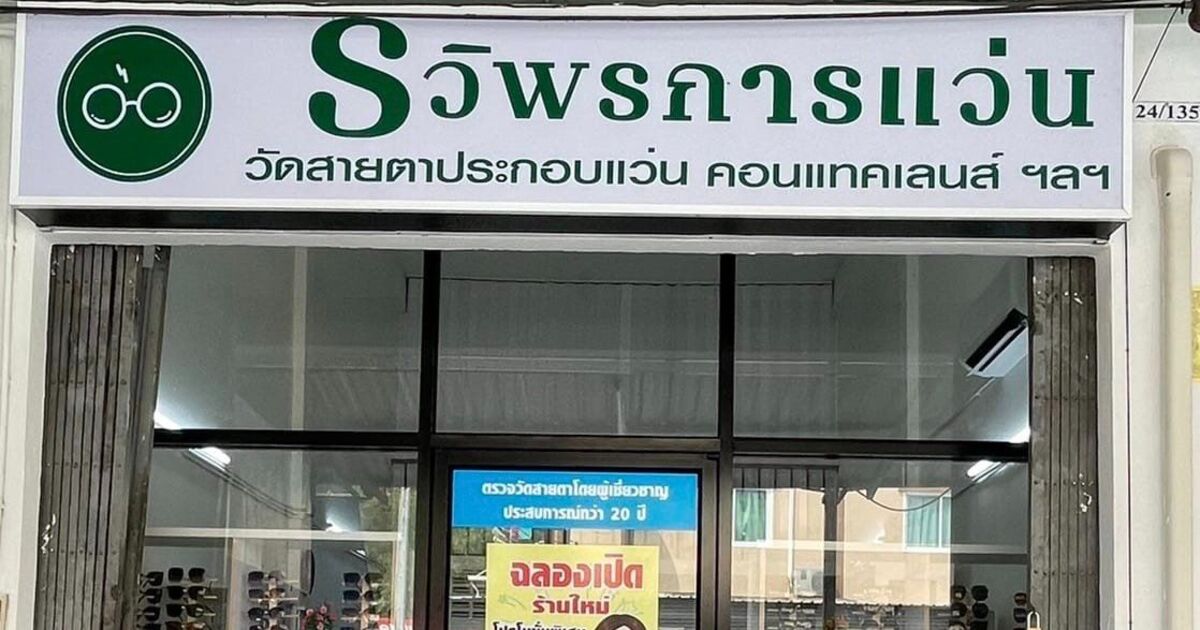 รวิพรการแว่น
วัดสายตาประกอบแว่น คอนแทคเลนส์ ฯลฯ
24/135
ตรวจวัดสายตาโดยผู้เชี่ยวชาญ
ประสบการณ์กว่า 20 ปี
ฉลองเปิด
ร้านใหม่